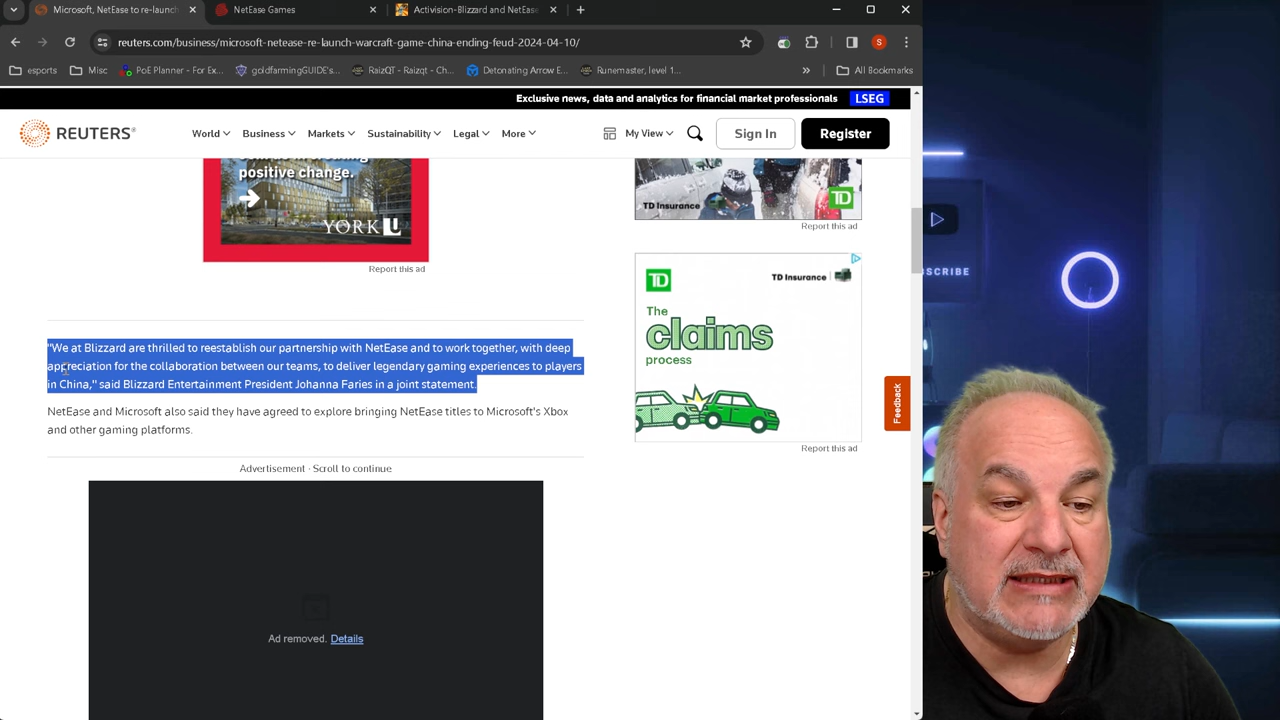 Microsoft, NetEase to re-launch
NetEase Games
Activision-Blizzard and NetEase
reuters.com/business/microsoft-netease-re-launch-warcraft-game-china-ending-feud-2024-04-10/
S
esports
Misc
PoE Planner - For Ex...
goldfarmingGUIDE's...
RaizQT - Raizqt - Ch...
Detonating Arrow E...
Runemaster, level 1...
»
All Bookmarks
Exclusive news, data and analytics for financial market professionals
LSEG
REUTERS
World
Business
Markets
Sustainability
Legal
More
My View
Sign In
Register
positive change.
YORK U
Report this ad
TD Insurance
TD
Report this ad
TD
TD Insurance
The
claims
process
Report this ad
SCRIBE
"We at Blizzard are thrilled to reestablish our partnership with NetEase and to work together, with deep
appreciation for the collaboration between our teams, to deliver legendary gaming experiences to players
in China," said Blizzard Entertainment President Johanna Faries in a joint statement.
NetEase and Microsoft also said they have agreed to explore bringing NetEase titles to Microsoft's Xbox
and other gaming platforms.
Feedback
Advertisement · Scroll to continue
Ad removed. Details